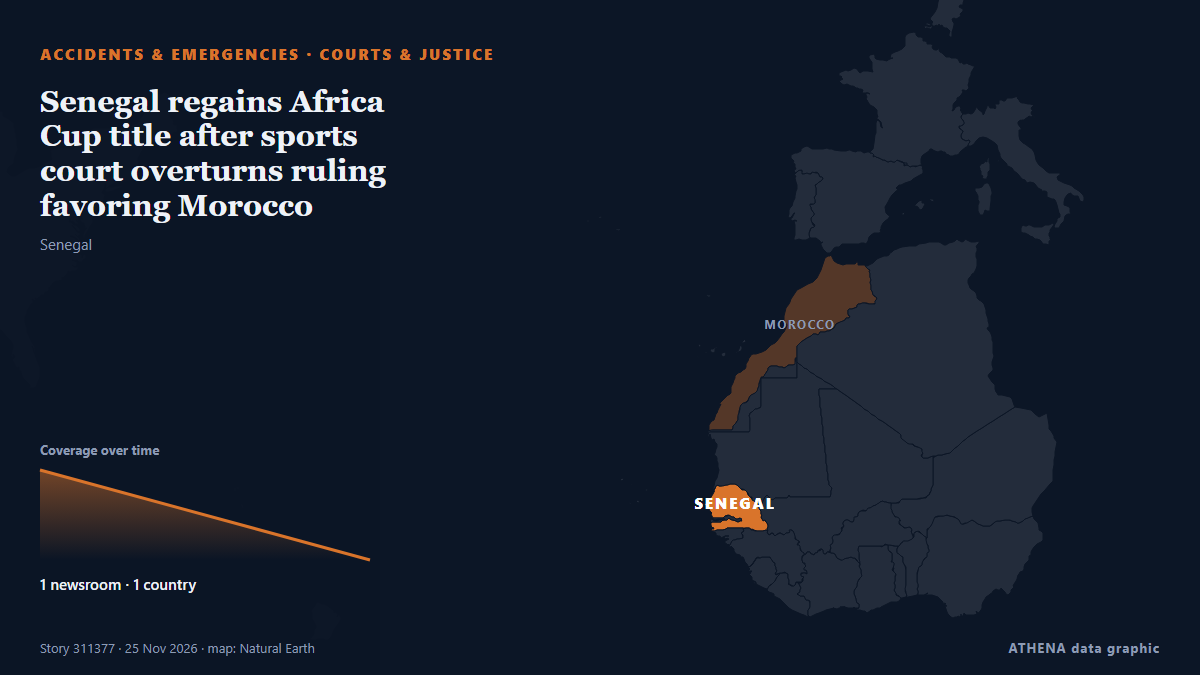 ACCIDENTS & EMERGENCIES · COURTS & JUSTICE
Senegal regains Africa
Cup title after sports
court overturns ruling
favoring Morocco
Senegal
MOROCCO
SENEGAL
Coverage over time
1 newsroom · 1 country
Story 311377 · 25 Nov 2026 · map: Natural Earth
ATHENA data graphic